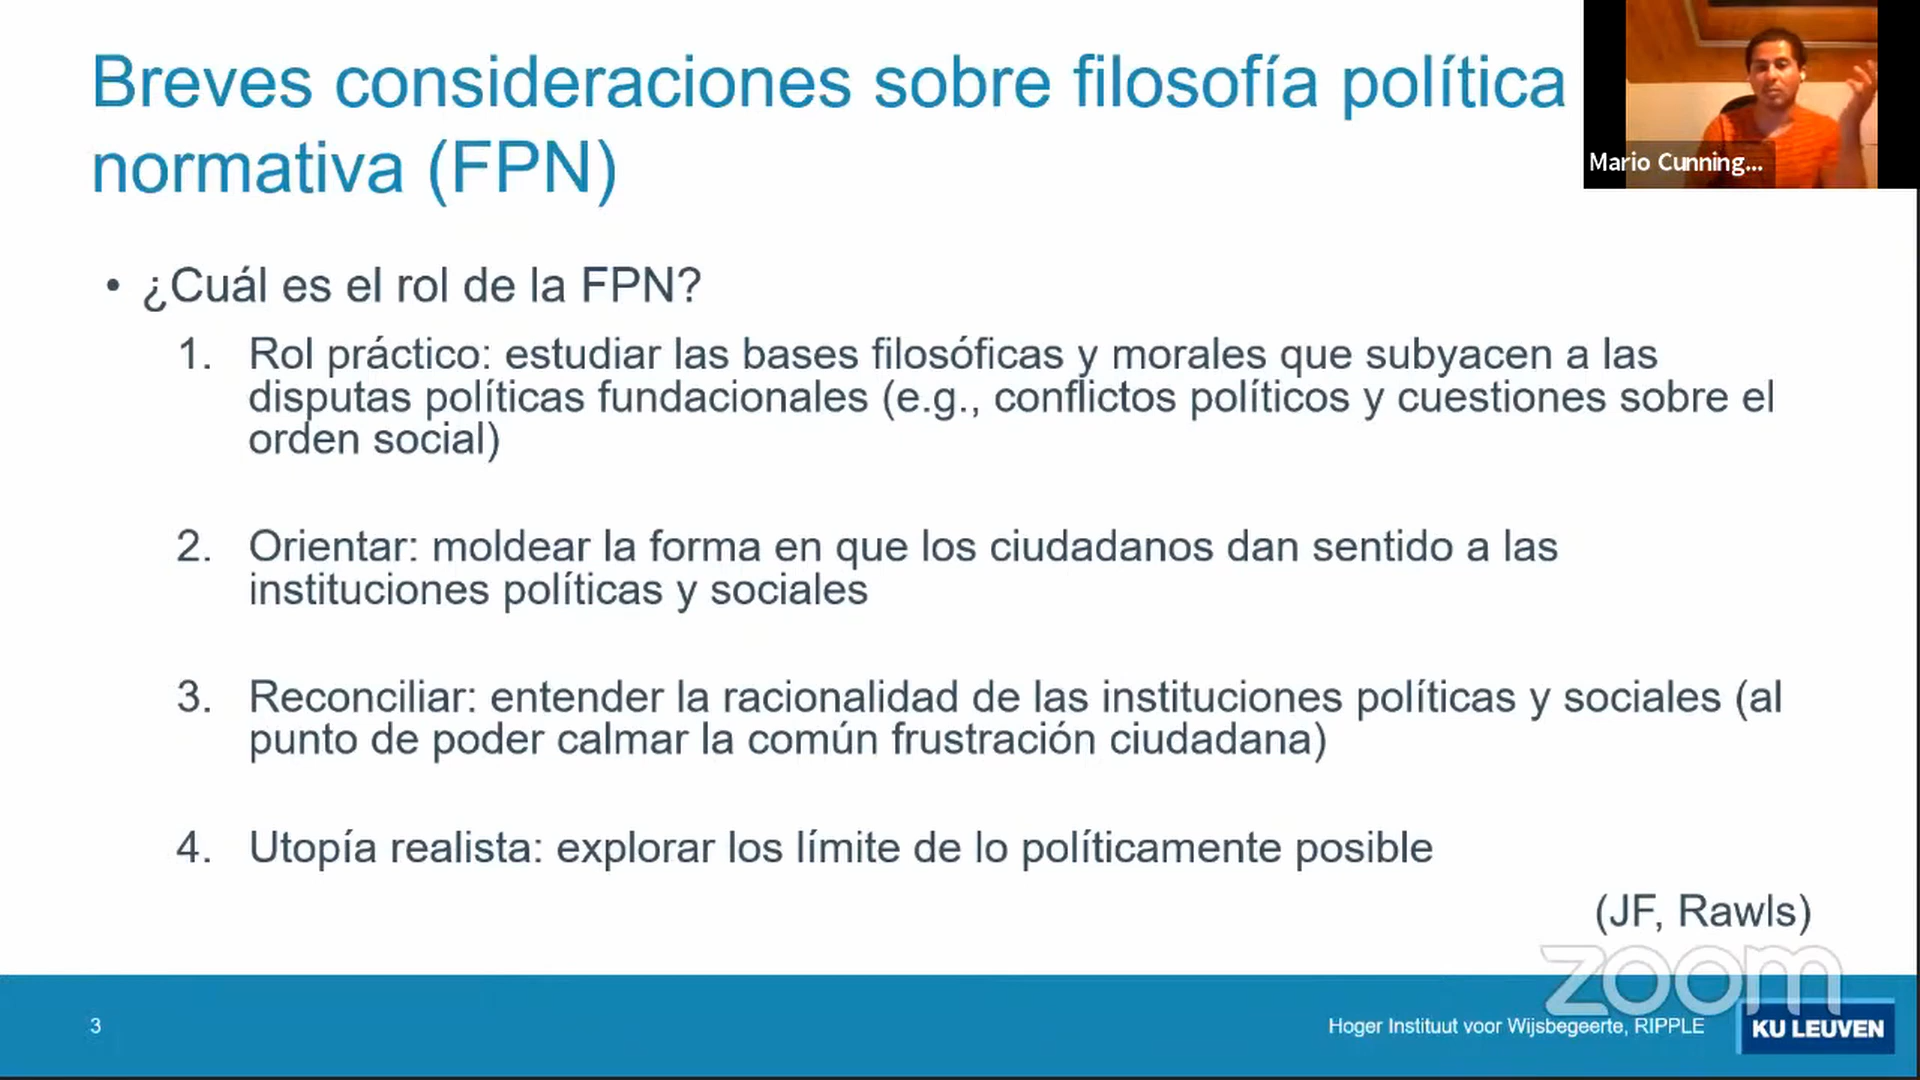 Breves consideraciones sobre filosofía política
normativa (FPN)
Mario Cunning...
• ¿Cuál es el rol de la FPN?
1. Rol práctico: estudiar las bases filosóficas y morales que subyacen a las
disputas políticas fundacionales (e.g., conflictos políticos y cuestiones sobre el
orden social)
2. Orientar: moldear la forma en que los ciudadanos dan sentido a las
instituciones políticas y sociales
3. Reconciliar: entender la racionalidad de las instituciones políticas y sociales (al
punto de poder calmar la común frustración ciudadana)
4. Utopía realista: explorar los límite de lo políticamente posible
(JF, Rawls)
zoom
3
Hoger Instituut voor Wijsbegeerte, RIPPLE
KU LEUVEN